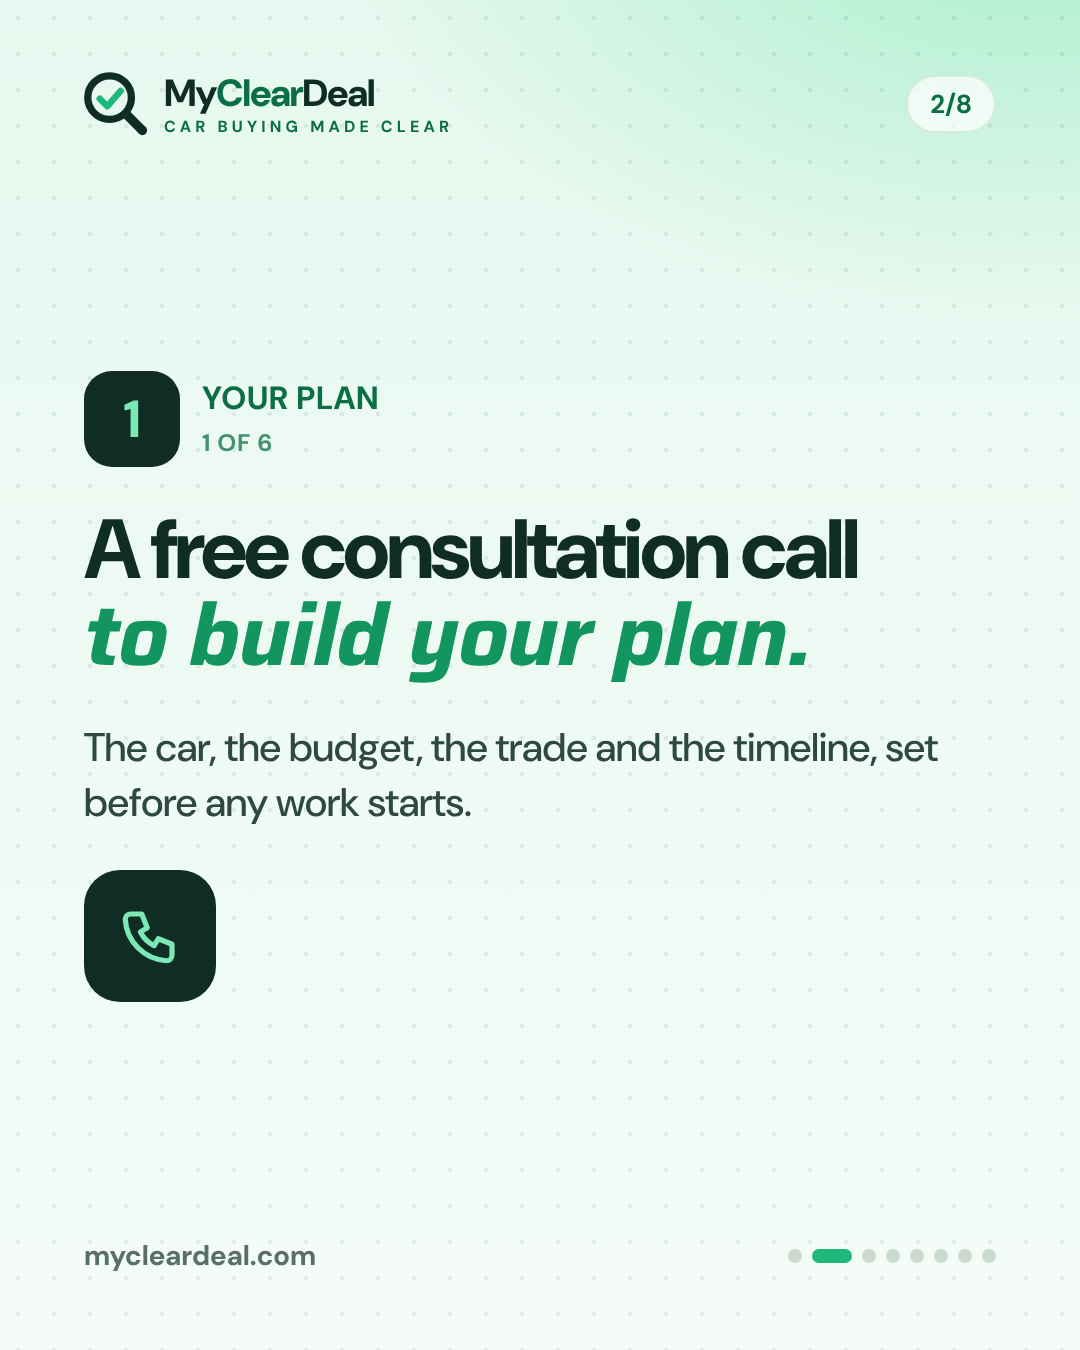 MyClearDeal
CAR BUYING MADE CLEAR
2/8
1
YOUR PLAN
1 OF 6
A free consultation call
to build your plan.
The car, the budget, the trade and the timeline, set
before any work starts.
mycleardeal.com